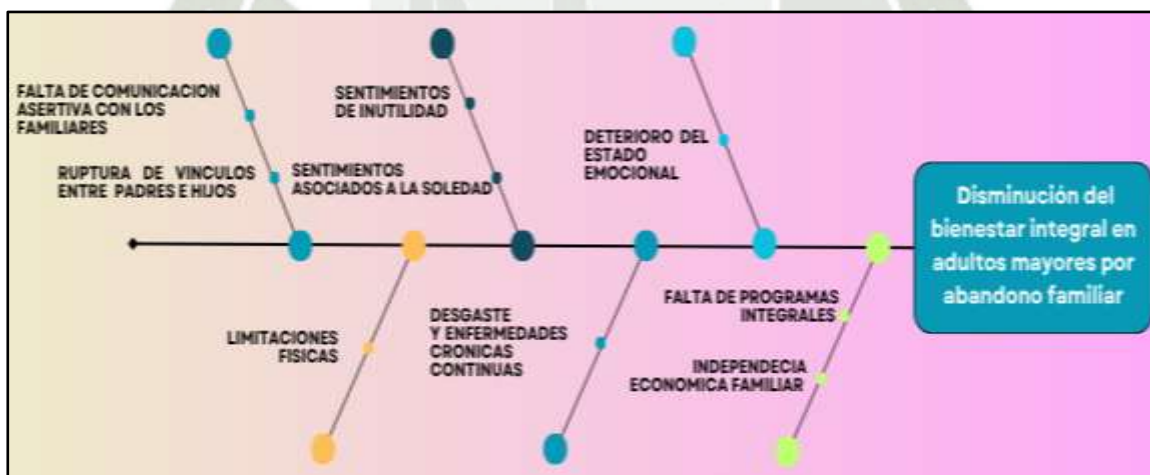 FALTA DE COMUNICACION
ASERTIVA CON LOS
FAMILIARES
RUPTURA DE VINCULOS
ENTRE PADRES E HIJOS
SENTIMIENTOS
DE INUTILIDAD
SENTIMIENTOS
ASOCIADOS A LA SOLEDAD
DETERIORO DEL
ESTADO
EMOCIONAL
Disminución del
bienestar integral en
adultos mayores por
abandono familiar
LIMITACIONES
FISICAS
DESGASTE
Y ENFERMEDADES
CRONICAS
CONTINUAS
FALTA DE PROGRAMAS
INTEGRALES
INDEPENDECIA
ECONOMICA FAMILIAR